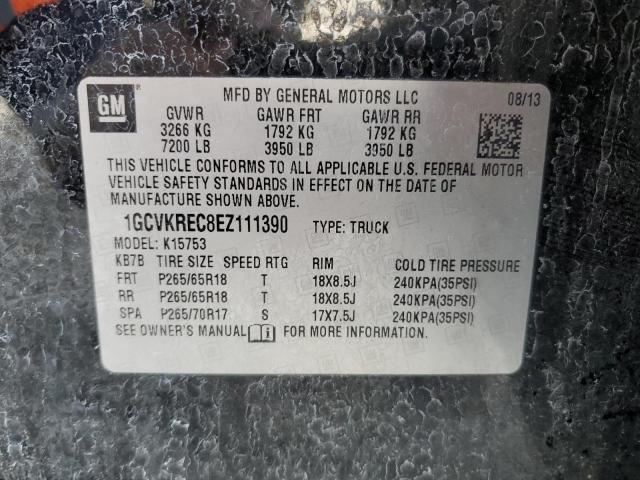 GM
MFD BY GENERAL MOTORS LLC 08/13
GVWR GAWR FRT GAWR RR
3266 KG 1792 KG 1792 KG
7200 LB 3950 LB 3950 LB
THIS VEHICLE CONFORMS TO ALL APPLICABLE U.S. FEDERAL MOTOR
VEHICLE SAFETY STANDARDS IN EFFECT ON THE DATE OF
MANUFACTURE SHOWN ABOVE.
1GCVKREC8EZ111390 TYPE: TRUCK
MODEL: K15753
KB7B TIRE SIZE SPEED RTG RIM COLD TIRE PRESSURE
FRT P265/65R18 T 18X8.5J 240KPA(35PSI)
RR P265/65R18 T 18X8.5J 240KPA(35PSI)
SPA P265/70R17 S 17X7.5J 240KPA(35PSI)
SEE OWNER'S MANUAL FOR MORE INFORMATION.